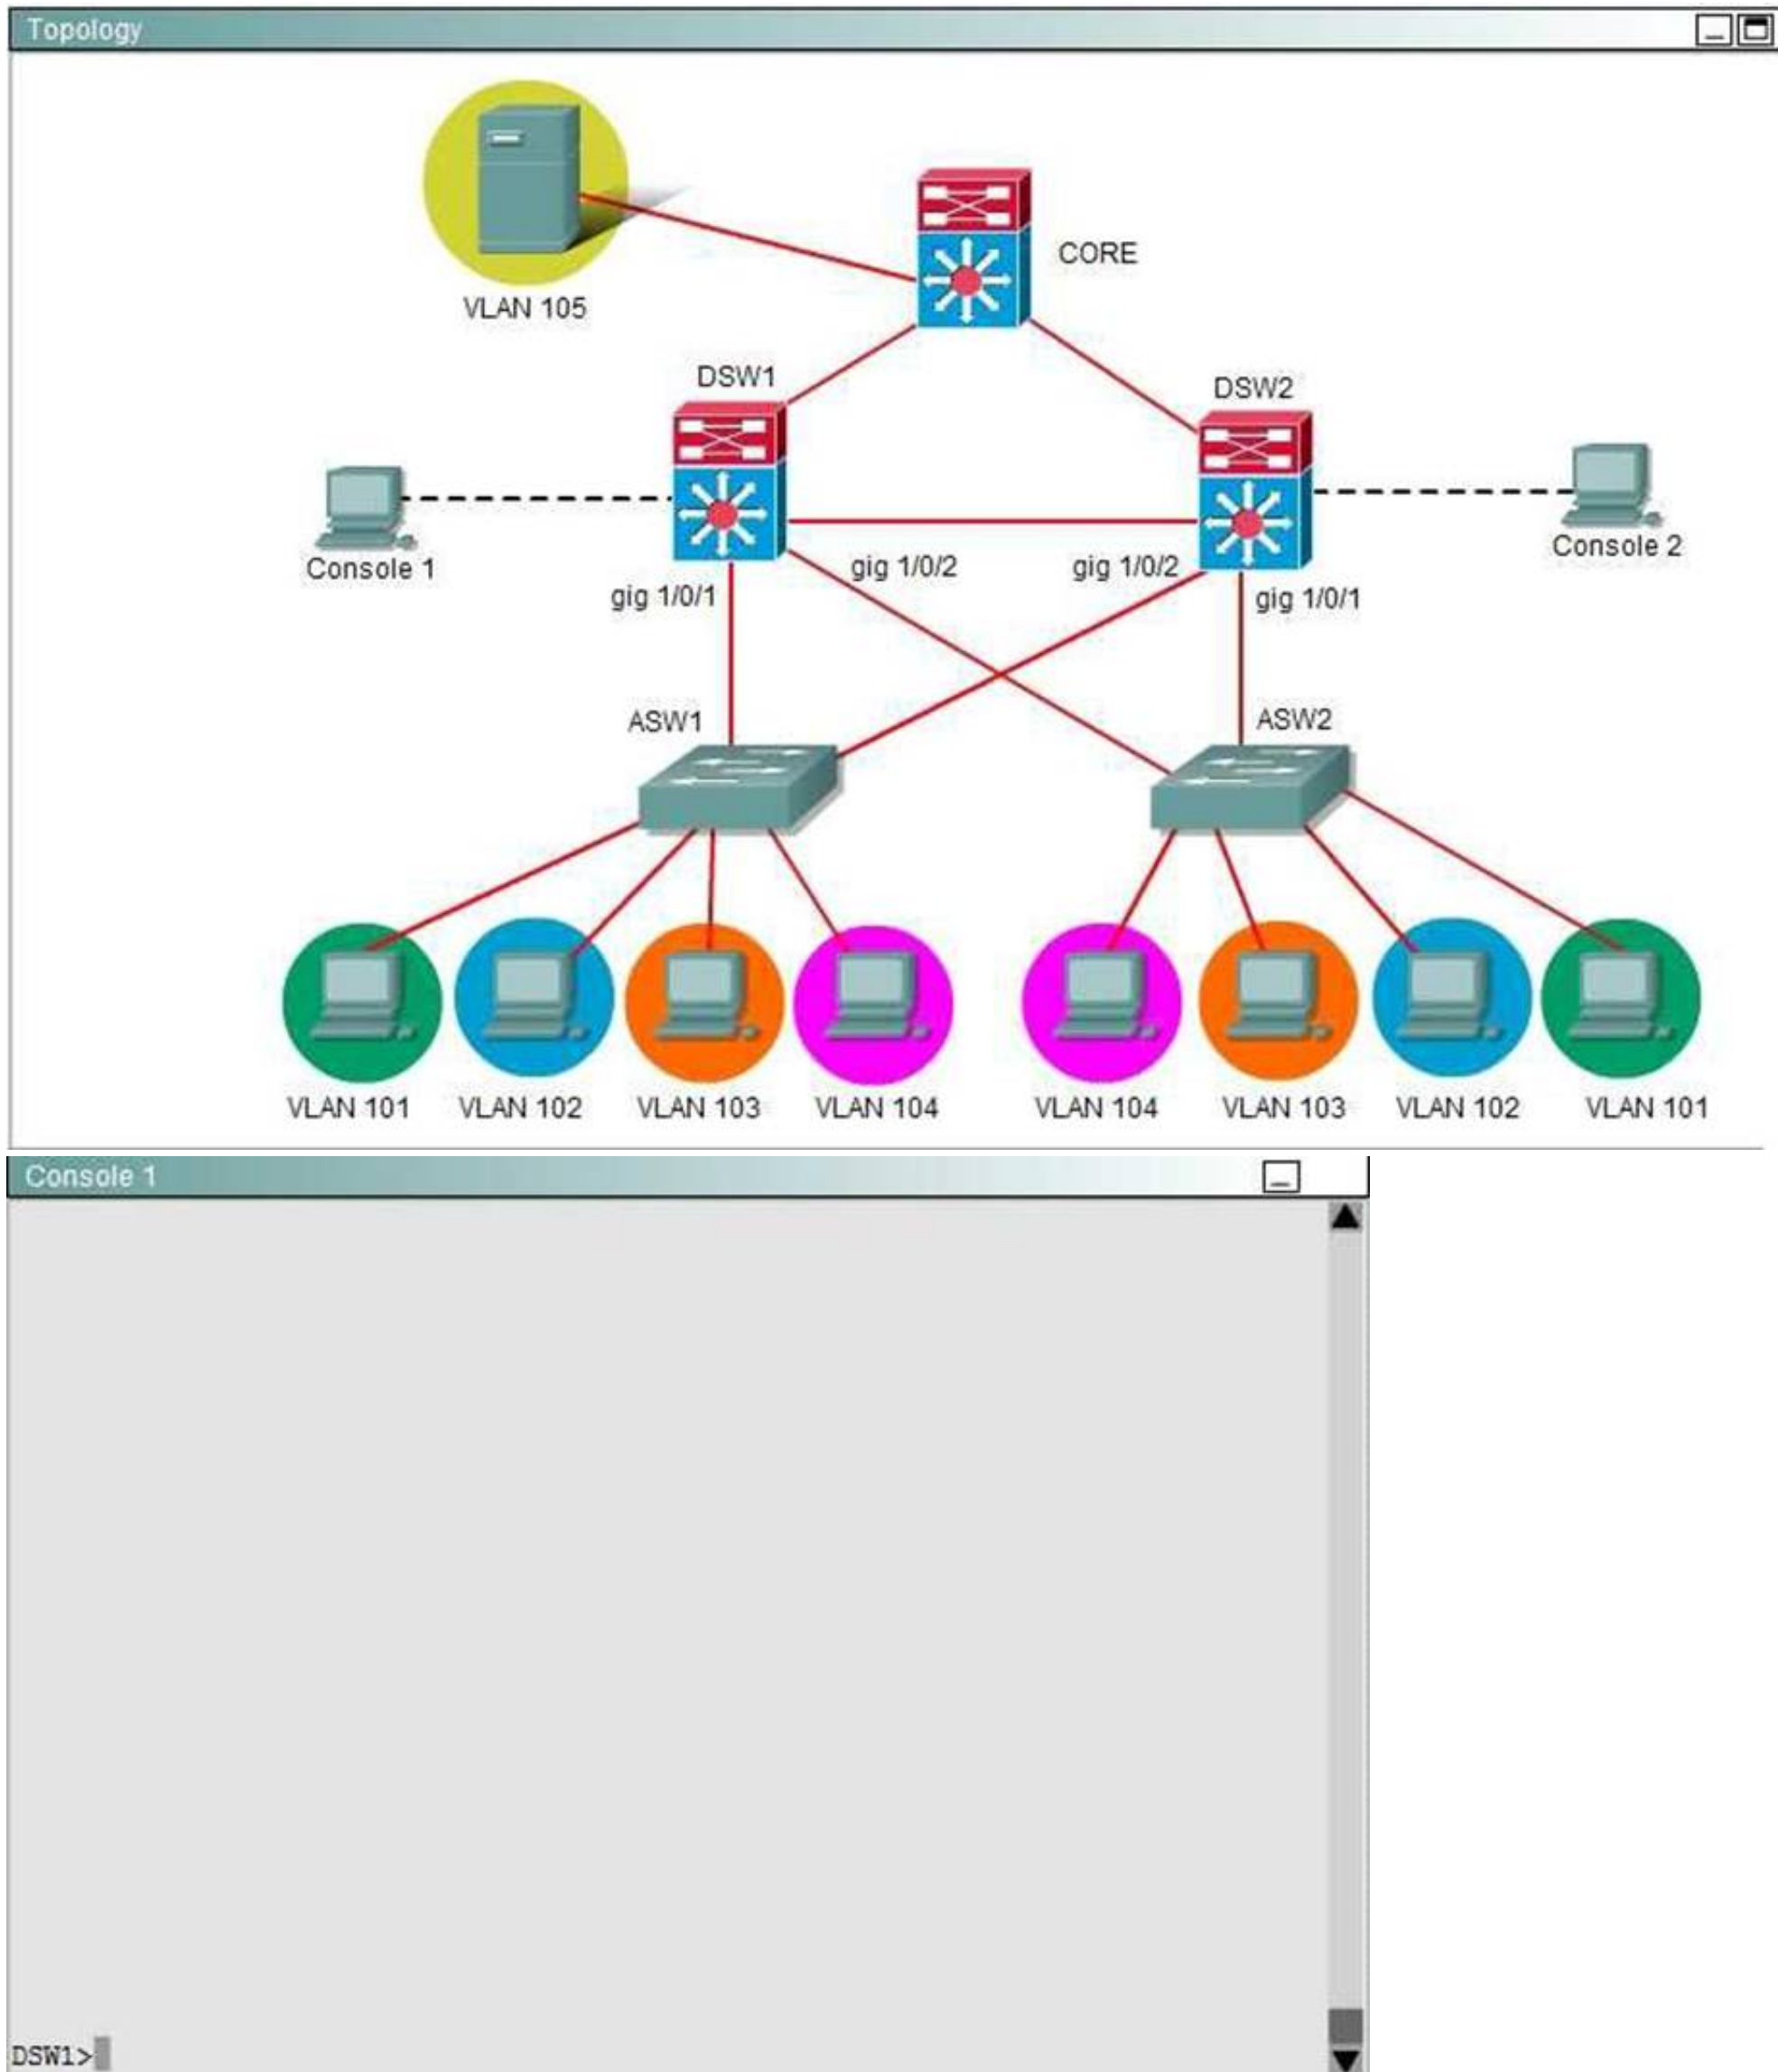 Topology
CORE
VLAN 105
DSW1
DSW2
Console 1
Console 2
gig 1/0/2
gig 1/0/2
gig 1/0/1
gig 1/0/1
ASW1
ASW2
VLAN 101
VLAN 102
VLAN 103
VLAN 104
VLAN 104
VLAN 103
VLAN 102
VLAN 101
Console 1
DSW1>